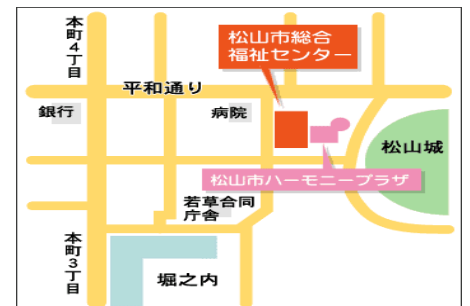 本町4丁目
松山市総合
福祉センター
平和通り
銀行
病院
松山城
松山市ハーモニープラザ
若草合同
庁舎
本町3丁目
堀之内